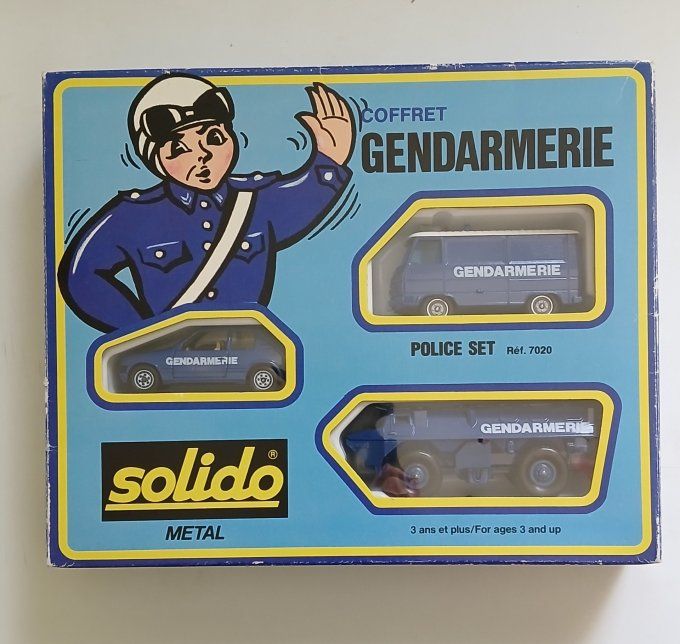 COFFRET
GENDARMERIE
GENDARMERIE
POLICE SET Réf. 7020
GENDARMERIE
GENDARMERIE
solido®
METAL
3 ans et plus/For ages 3 and up